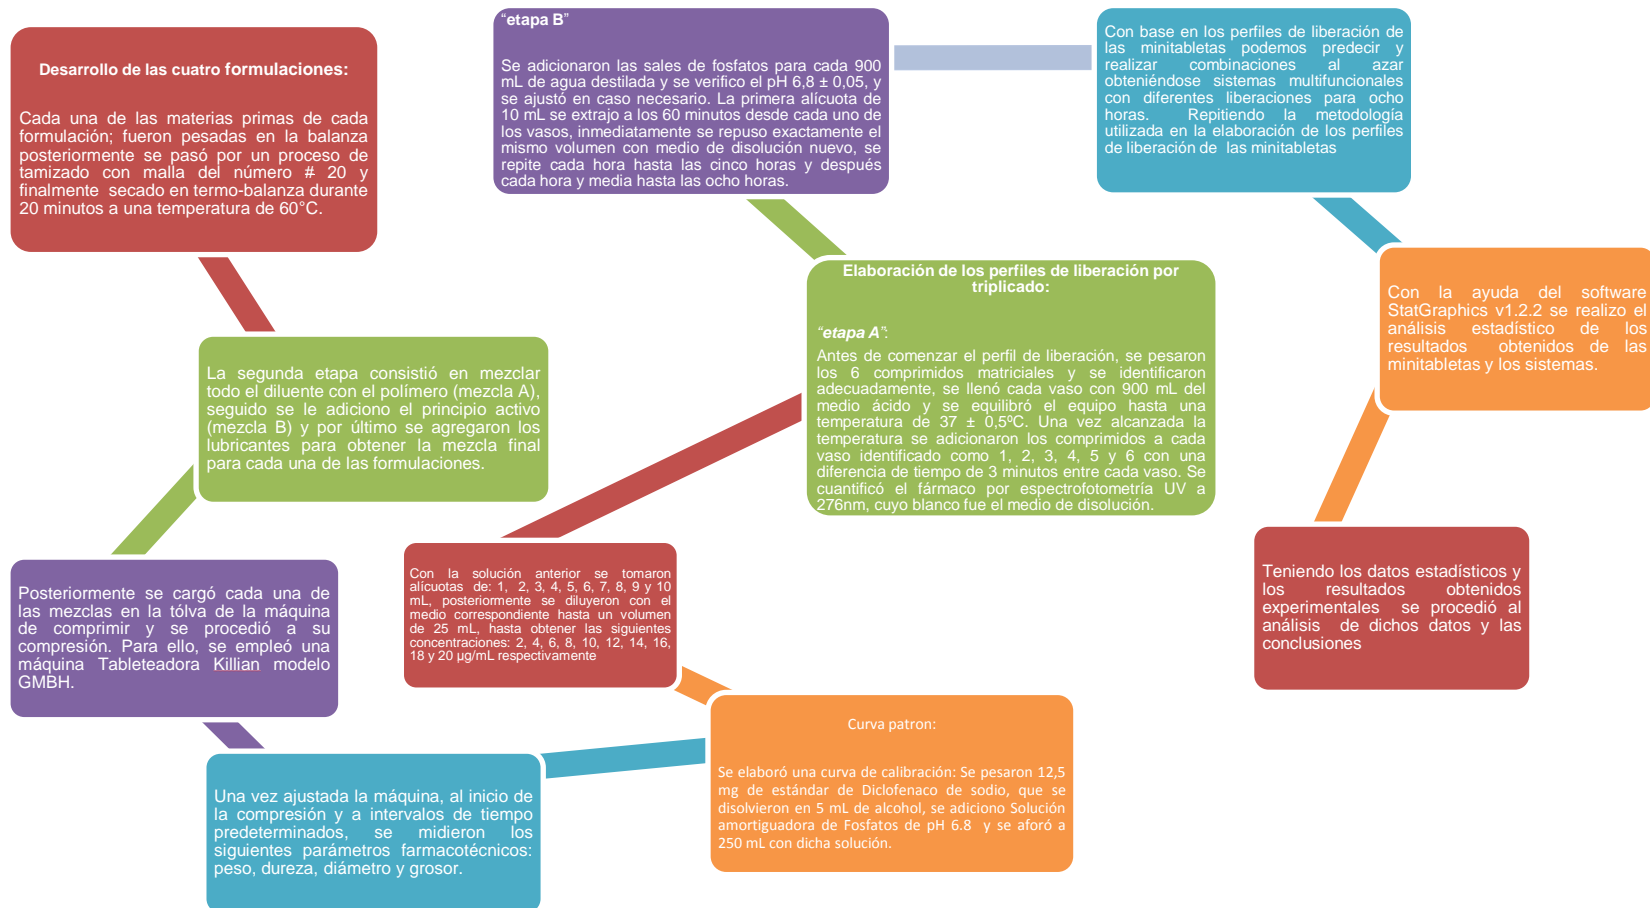 Desarrollo de las cuatro formulaciones:
Cada una de las materias primas de cada
formulación; fueron pesadas en la balanza
posteriormente se pasó por un proceso de
tamizado con malla del número # 20 y
finalmente secado en termo-balanza durante
20 minutos a una temperatura de 60°C.
La segunda etapa consistió en mezclar
todo el diluente con el polímero (mezcla A),
seguido se le adiciono el principio activo
(mezcla B) y por último se agregaron los
lubricantes para obtener la mezcla final
para cada una de las formulaciones.
Posteriormente se cargó cada una de
las mezclas en la tólva de la máquina
de comprimir y se procedió a su
compresión. Para ello, se empleó una
máquina Tableteadora Killian modelo
GMBH.
Una vez ajustada la máquina, al inicio de
la compresión y a intervalos de tiempo
predeterminados, se midieron los
siguientes parámetros farmacotécnicos:
peso, dureza, diámetro y grosor.
Curva patron:
Se elaboró una curva de calibración: Se pesaron 12,5
mg de estándar de Diclofenaco de sodio, que se
disolvieron en 5 mL de alcohol, se adiciono Solución
amortiguadora de Fosfatos de pH 6.8 y se aforó a
250 mL con dicha solución.
Con la solución anterior se tomaron
alícuotas de: 1, 2, 3, 4, 5, 6, 7, 8, 9 y 10
mL, posteriormente se diluyeron con el
medio correspondiente hasta un volumen
de 25 mL, hasta obtener las siguientes
concentraciones: 2, 4, 6, 8, 10, 12, 14, 16,
18 y 20 µg/mL respectivamente
Elaboración de los perfiles de liberación por
triplicado:
"etapa A":
Antes de comenzar el perfil de liberación, se pesaron
los 6 comprimidos matriciales y se identificaron
adecuadamente, se llenó cada vaso con 900 mL del
medio ácido y se equilibró el equipo hasta una
temperatura de 37 ± 0,5ºC. Una vez alcanzada la
temperatura se adicionaron los comprimidos a cada
vaso identificado como 1, 2, 3, 4, 5 y 6 con una
diferencia de tiempo de 3 minutos entre cada vaso. Se
cuantificó el fármaco por espectrofotometría UV a
276nm, cuyo blanco fue el medio de disolución.
"etapa B"
Se adicionaron las sales de fosfatos para cada 900
mL de agua destilada y se verifico el pH 6,8 ± 0,05, y
se ajustó en caso necesario. La primera alícuota de
10 mL se extrajo a los 60 minutos desde cada uno de
los vasos, inmediatamente se repuso exactamente el
mismo volumen con medio de disolución nuevo, se
repite cada hora hasta las cinco horas y después
cada hora y media hasta las ocho horas.
Con base en los perfiles de liberación de
las minitabletas podemos predecir y
realizar combinaciones al azar
obteniéndose sistemas multifuncionales
con diferentes liberaciones para ocho
horas. Repitiendo la metodología
utilizada en la elaboración de los perfiles
de liberación de las minitabletas
Con la ayuda del software
StatGraphics v1.2.2 se realizo el
análisis estadístico de los
resultados obtenidos de las
minitabletas y los sistemas.
Teniendo los datos estadísticos y
los resultados obtenidos
experimentales se procedió al
análisis de dichos datos y las
conclusiones